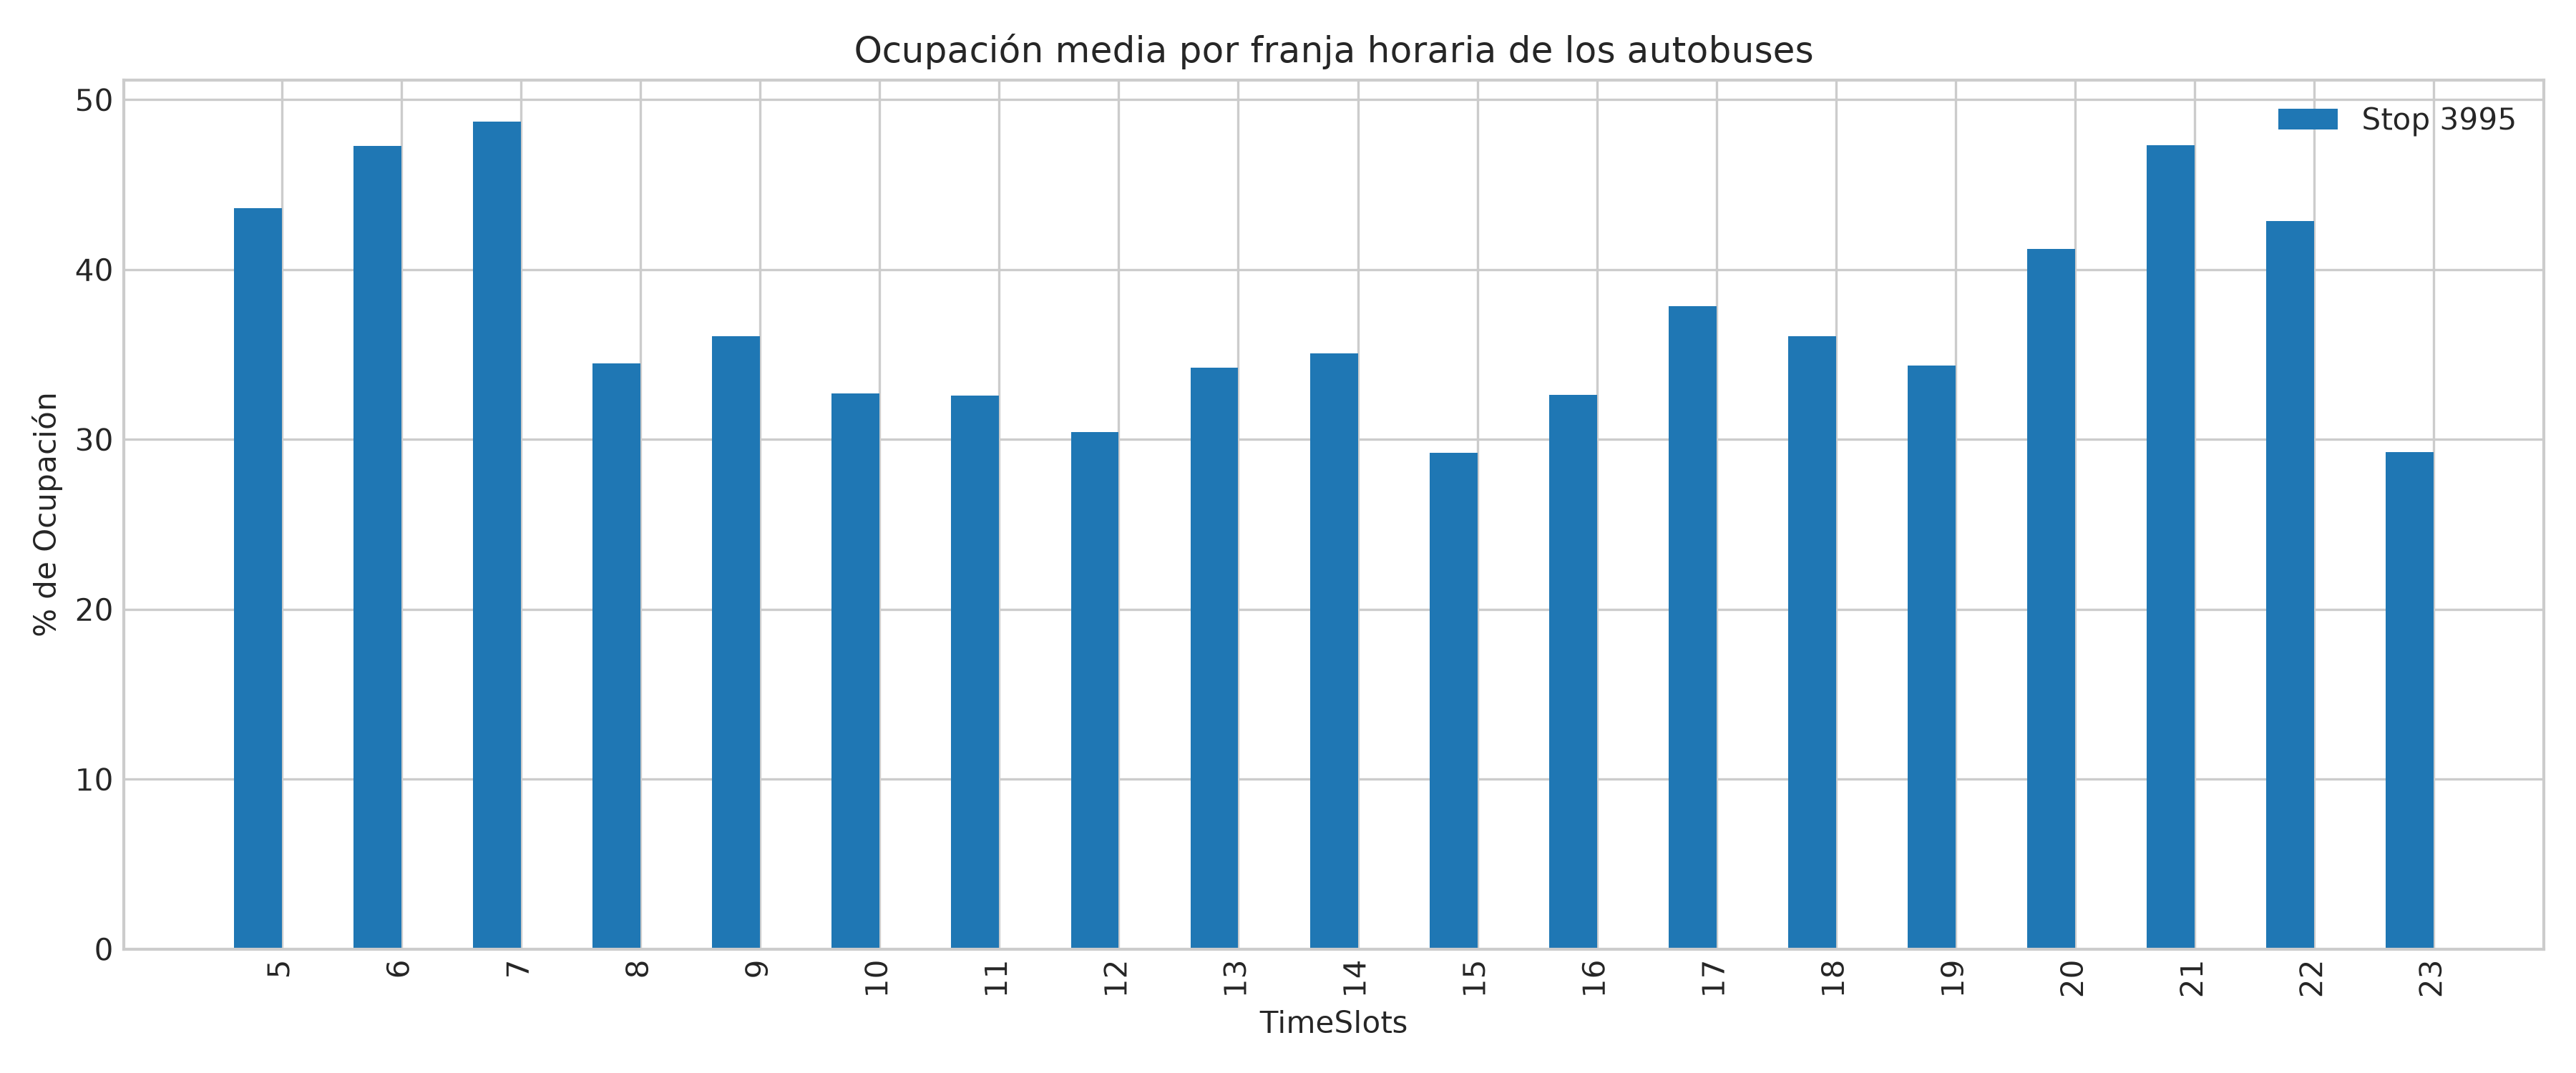 Ocupación media por franja horaria de los autobuses
Stop 3995
% de Ocupación
50
40
30
20
10
0
5 6 7 8 9 10 11 12 13 14 15 16 17 18 19 20 21 22 23
TimeSlots